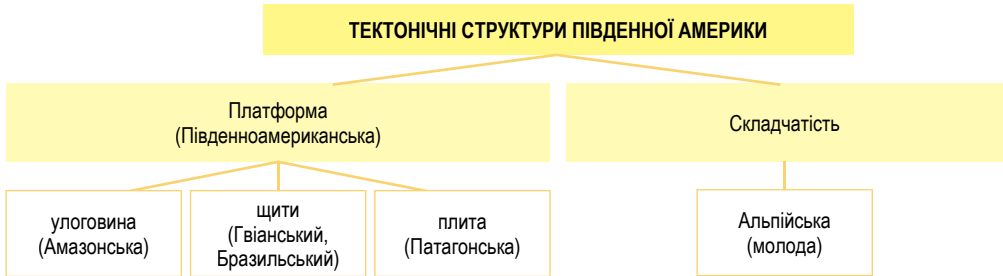 ТЕКТОНІЧНІ СТРУКТУРИ ПІВДЕННОЇ АМЕРИКИ
Платформа
(Південноамериканська)
Складчатість
улоговина
(Амазонська)
щити
(Гвіанський,
Бразильський)
плита
(Патагонська)
Альпійська
(молода)